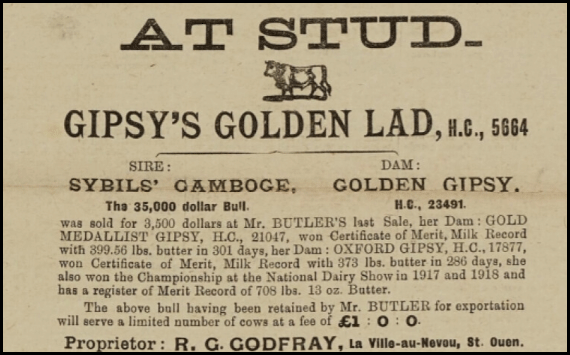 AT STUD.
GIPSY'S GOLDEN LAD, H.C., 5664
SIRE: DAM:
SYBILS' GAMBOGE, GOLDEN GIPSY.
The 35,000 dollar Bull. H.C., 23491.
was sold for 3,500 dollars at Mr. BUTLER'S last Sale, her Dam: GOLD
MEDALLIST GIPSY, H.C., 21047, won Certificate of Merit, Milk Record
with 399.56 lbs. butter in 301 days, her Dam: OXFORD GIPSY, H.C., 17877,
won Certificate of Merit, Milk Record with 373 lbs. butter in 286 days, she
also won the Championship at the National Dairy Show in 1917 and 1918 and
has a register of Merit Record of 708 lbs. 13 oz. Butter.
The above bull having been retained by Mr. BUTLER for exportation
will serve a limited number of cows at a fee of £1 : 0 : 0.
Proprietor: R. G. GODFRAY, La Ville-au-Nevou, St. Ouen.